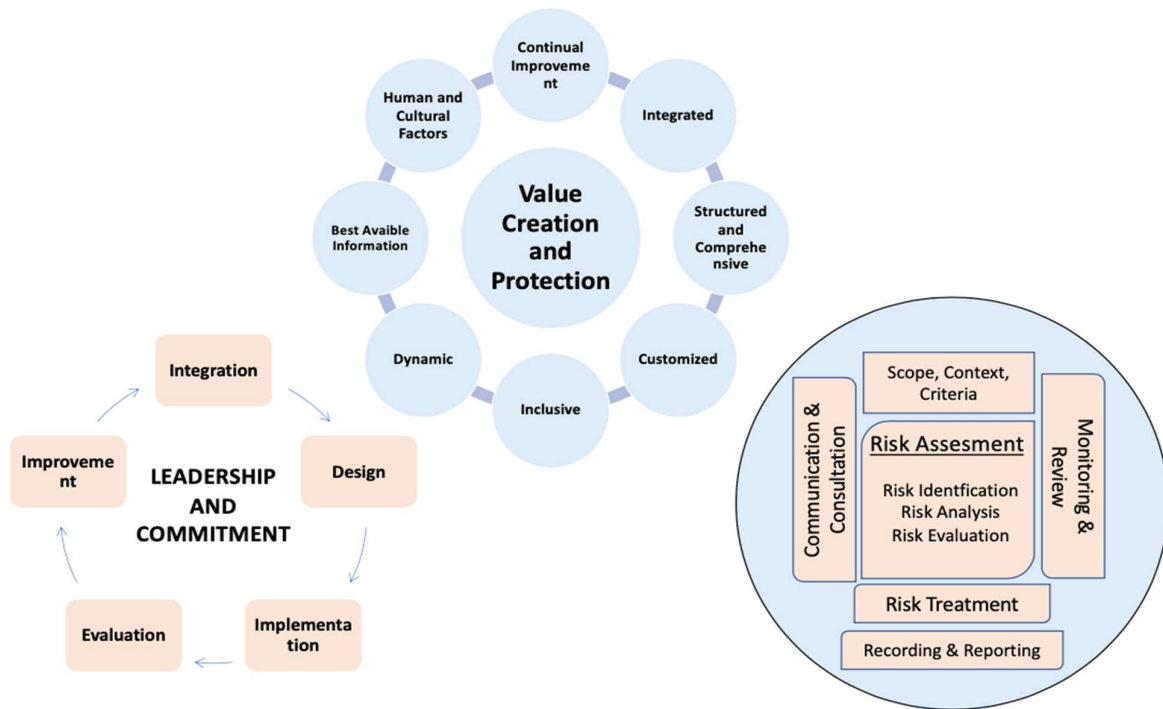 Continual
Improveme
nt
Integrated
Structured
and
Comprehe
nsive
Customized
Inclusive
Dynamic
Best Avaible
Information
Human and
Cultural
Factors
Value
Creation
and
Protection
Integration
Design
Implementa
tion
Evaluation
Improveme
nt
LEADERSHIP
AND
COMMITMENT
Scope, Context,
Criteria
Communication &
Consultation
Risk Assesment
Risk Identfication
Risk Analysis
Risk Evaluation
Monitoring &
Review
Risk Treatment
Recording & Reporting